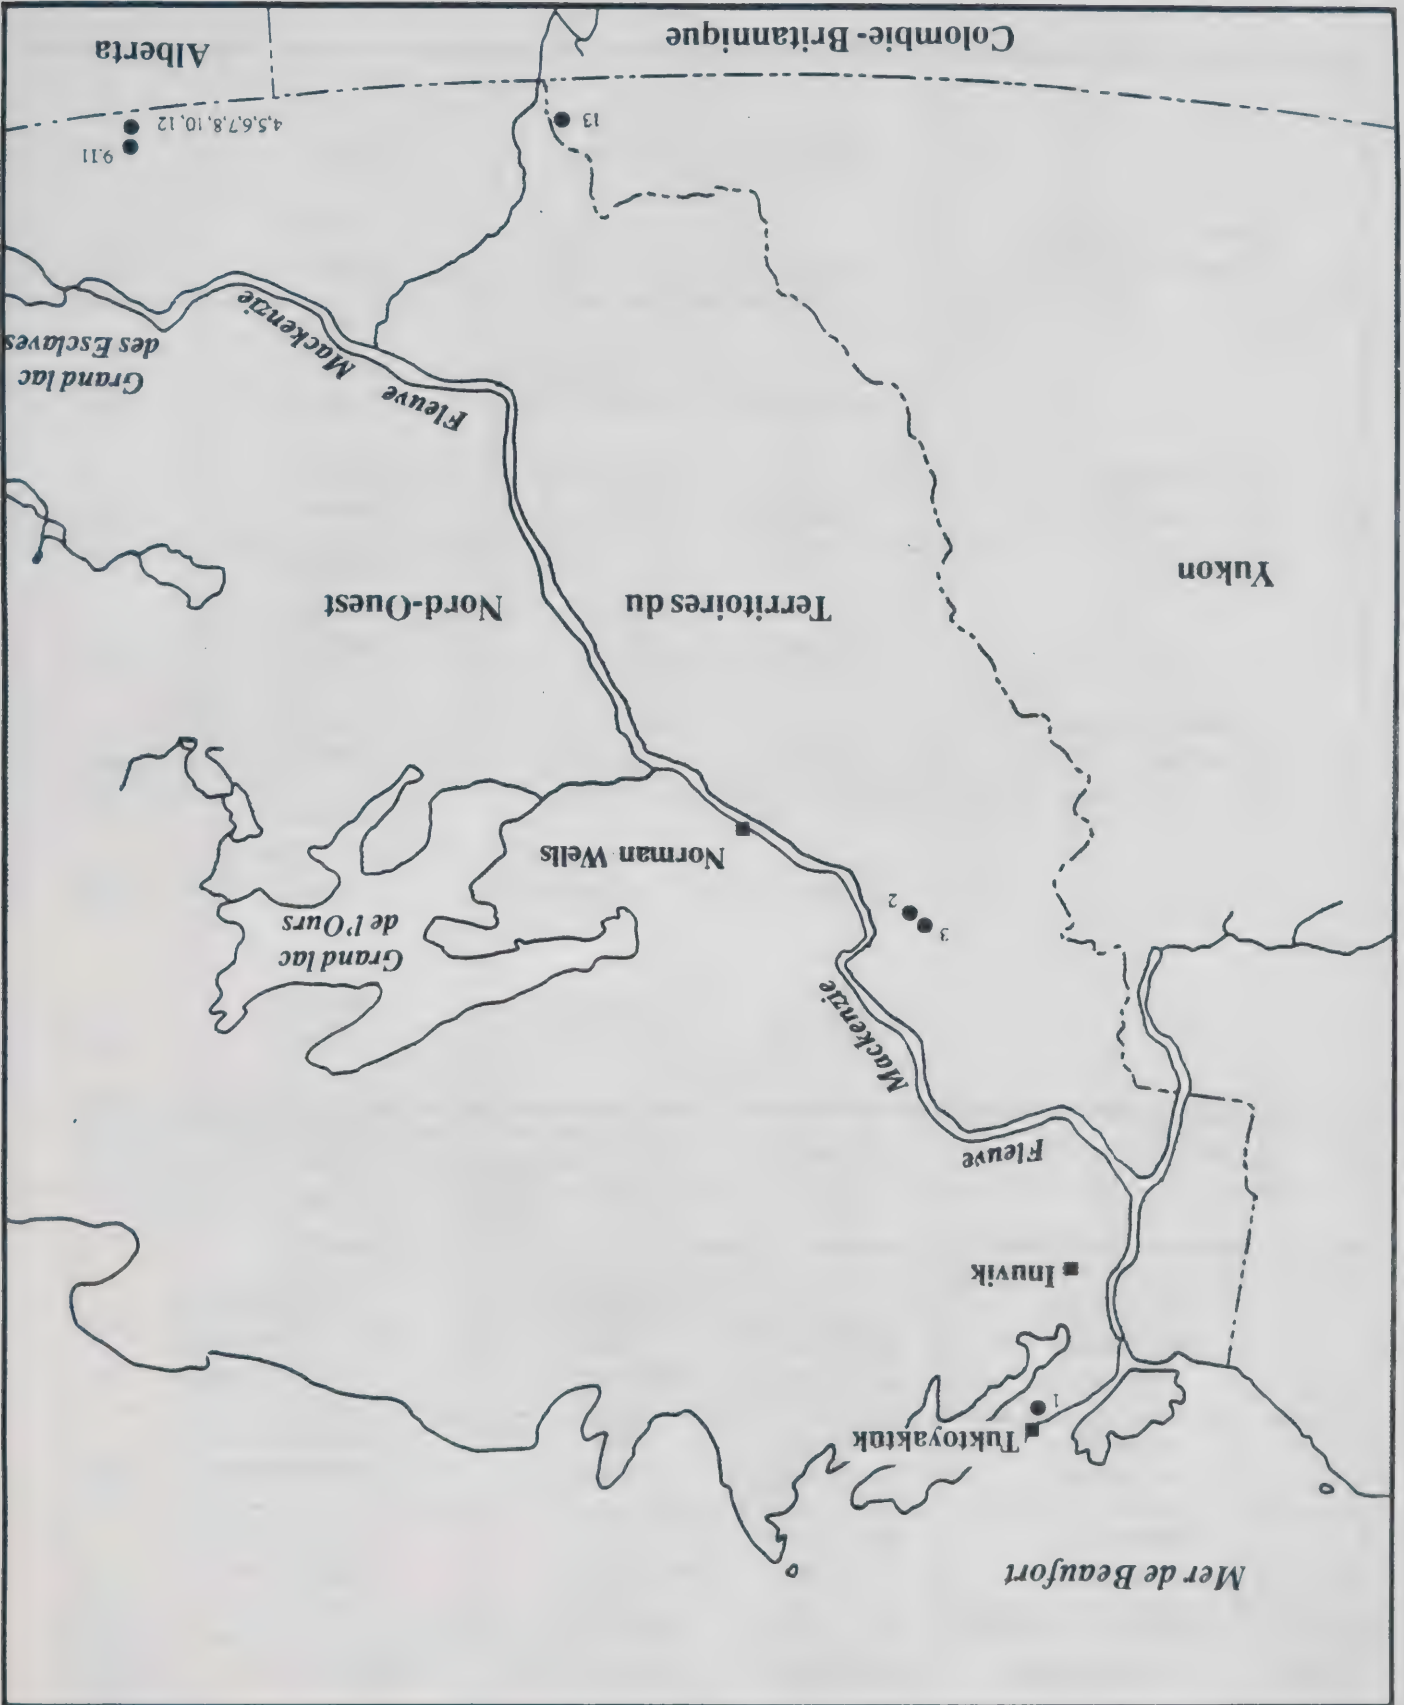 Mer de Beaufort
Tuktoyaktuk
1
Inuvik
Fleuve
Mackenzie
3
2
Grand lac
de l'Ours
Norman Wells
Yukon
Territoires du
Nord-Ouest
Fleuve
Mackenzie
Grand lac
des Esclaves
13
9.11
4,5,6,7,8,10,12
Colombie-Britannique
Alberta